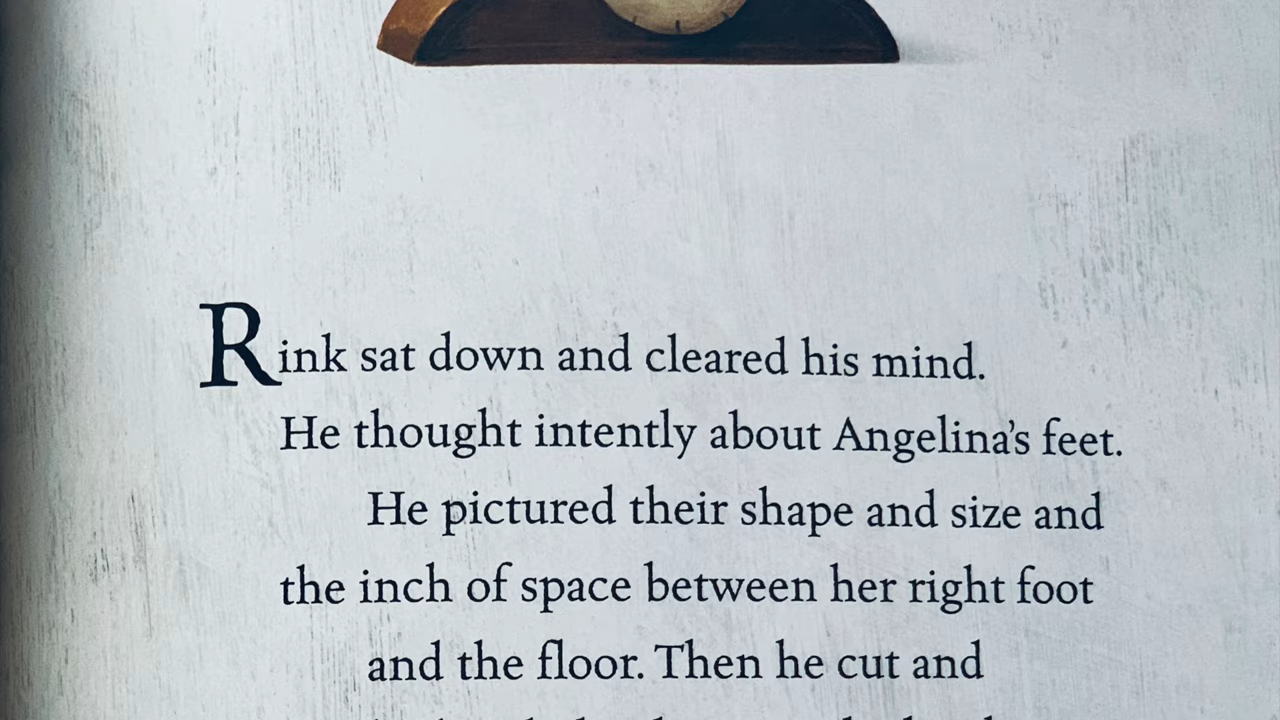 Rink sat down and cleared his mind.
He thought intently about Angelina's feet.
He pictured their shape and size and
the inch of space between her right foot
and the floor. Then he cut and